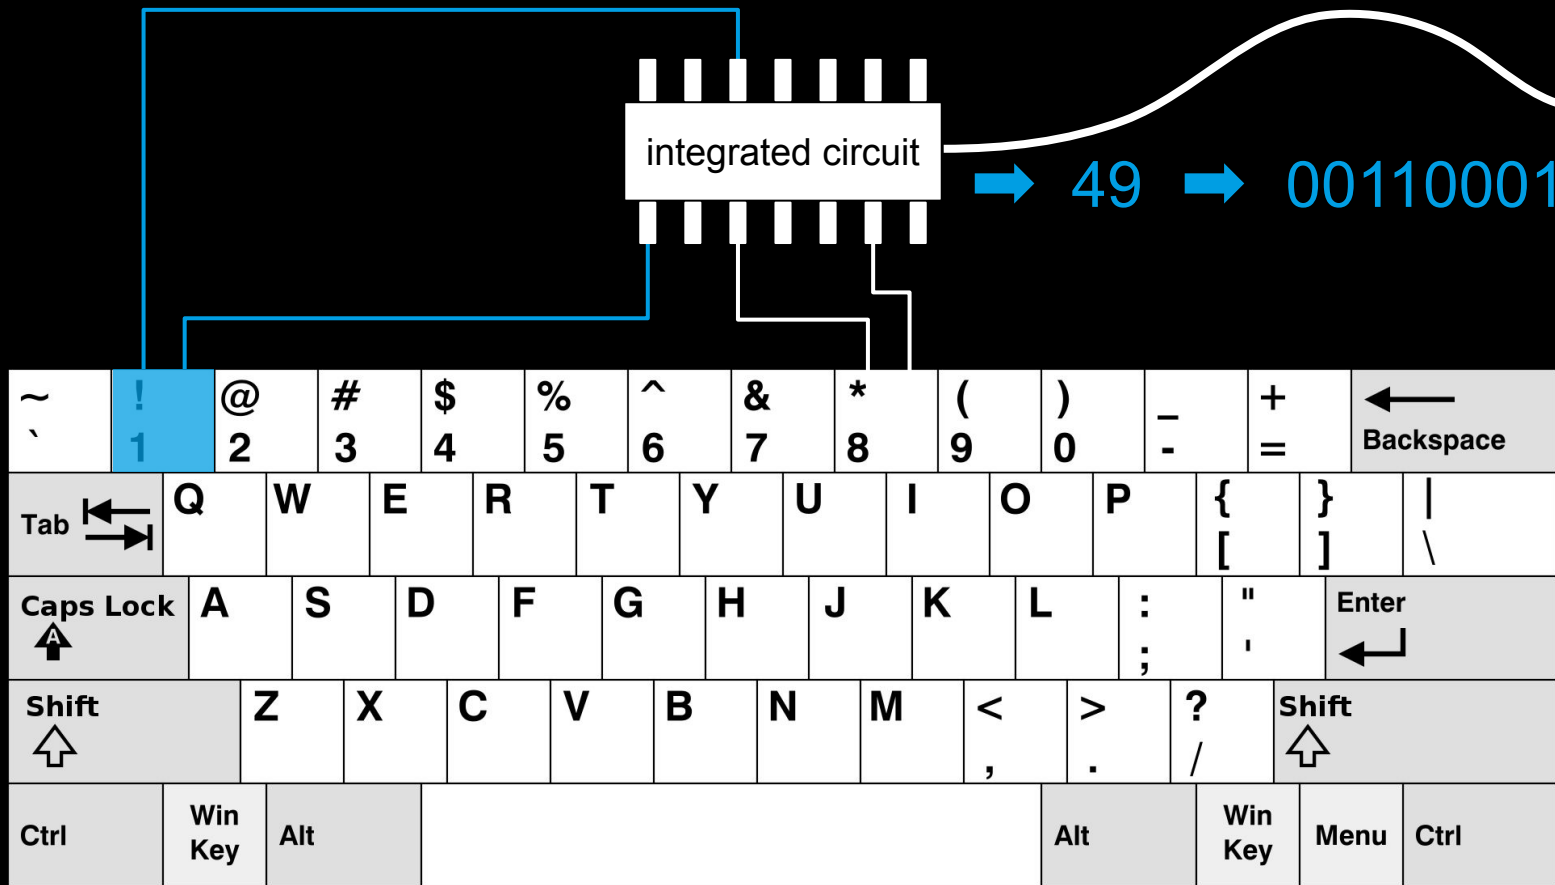 integrated circuit
49 00110001
~ ! @ # $ % ^ & * ( ) _ +
` 1 2 3 4 5 6 7 8 9 0 - = Backspace
Tab Q W E R T Y U I O P { } |
[ ] \
Caps Lock A S D F G H J K L : " Enter
A ; '
Shift Z X C V B N M < > ? Shift
, . /
Ctrl Win Key Alt Alt Win Key Menu Ctrl